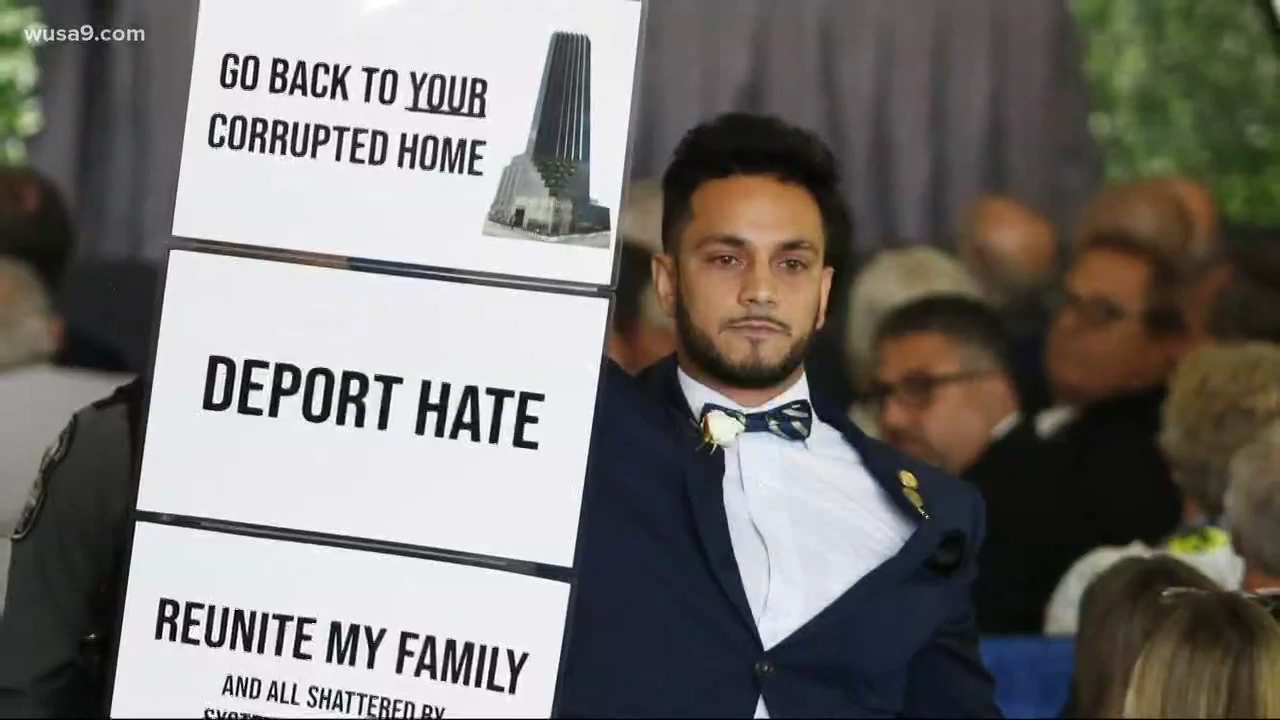 wusa9.com
GO BACK TO YOUR
CORRUPTED HOME
DEPORT HATE
REUNITE MY FAMILY
AND ALL SHATTERED BY